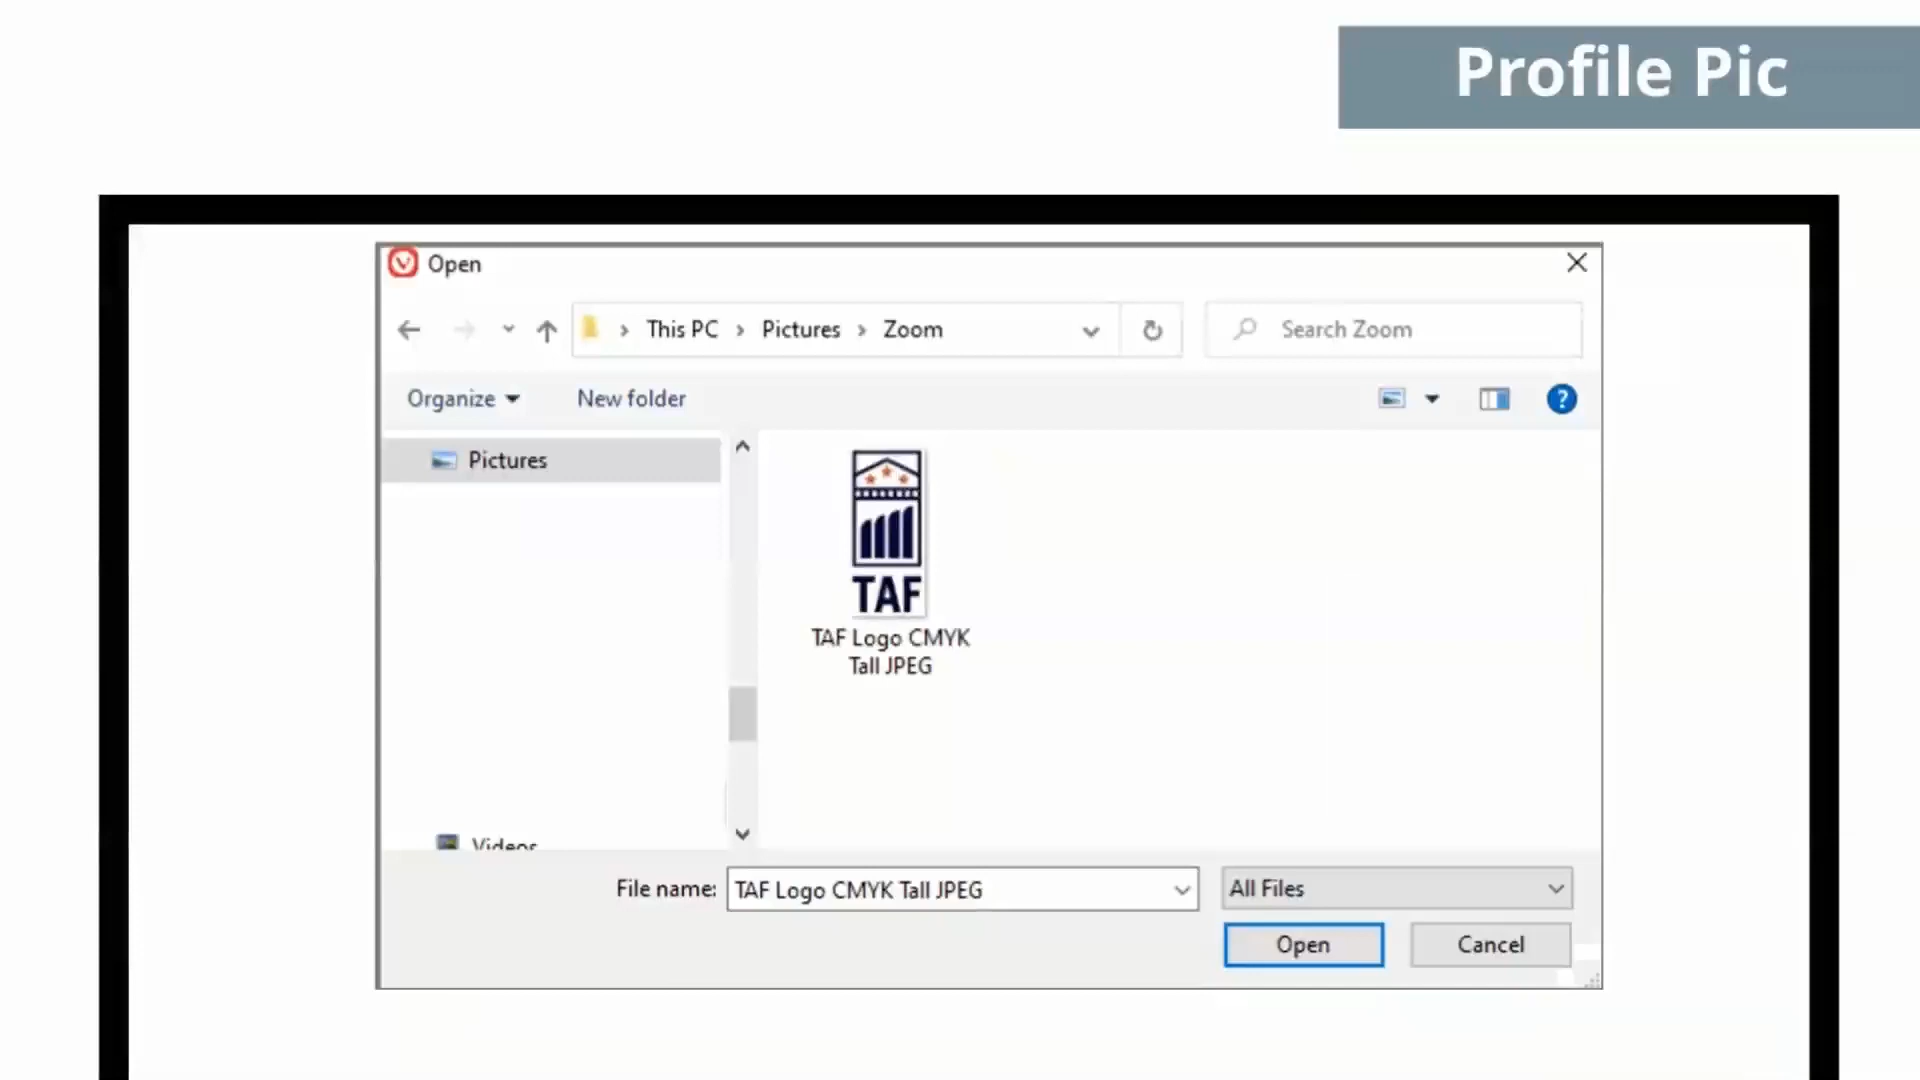 Profile Pic
Open
This PC > Pictures > Zoom
Search Zoom
Organize
New folder
?
Pictures
TAF
TAF Logo CMYK
Tall JPEG
Videos
File name: TAF Logo CMYK Tall JPEG
All Files
Open
Cancel